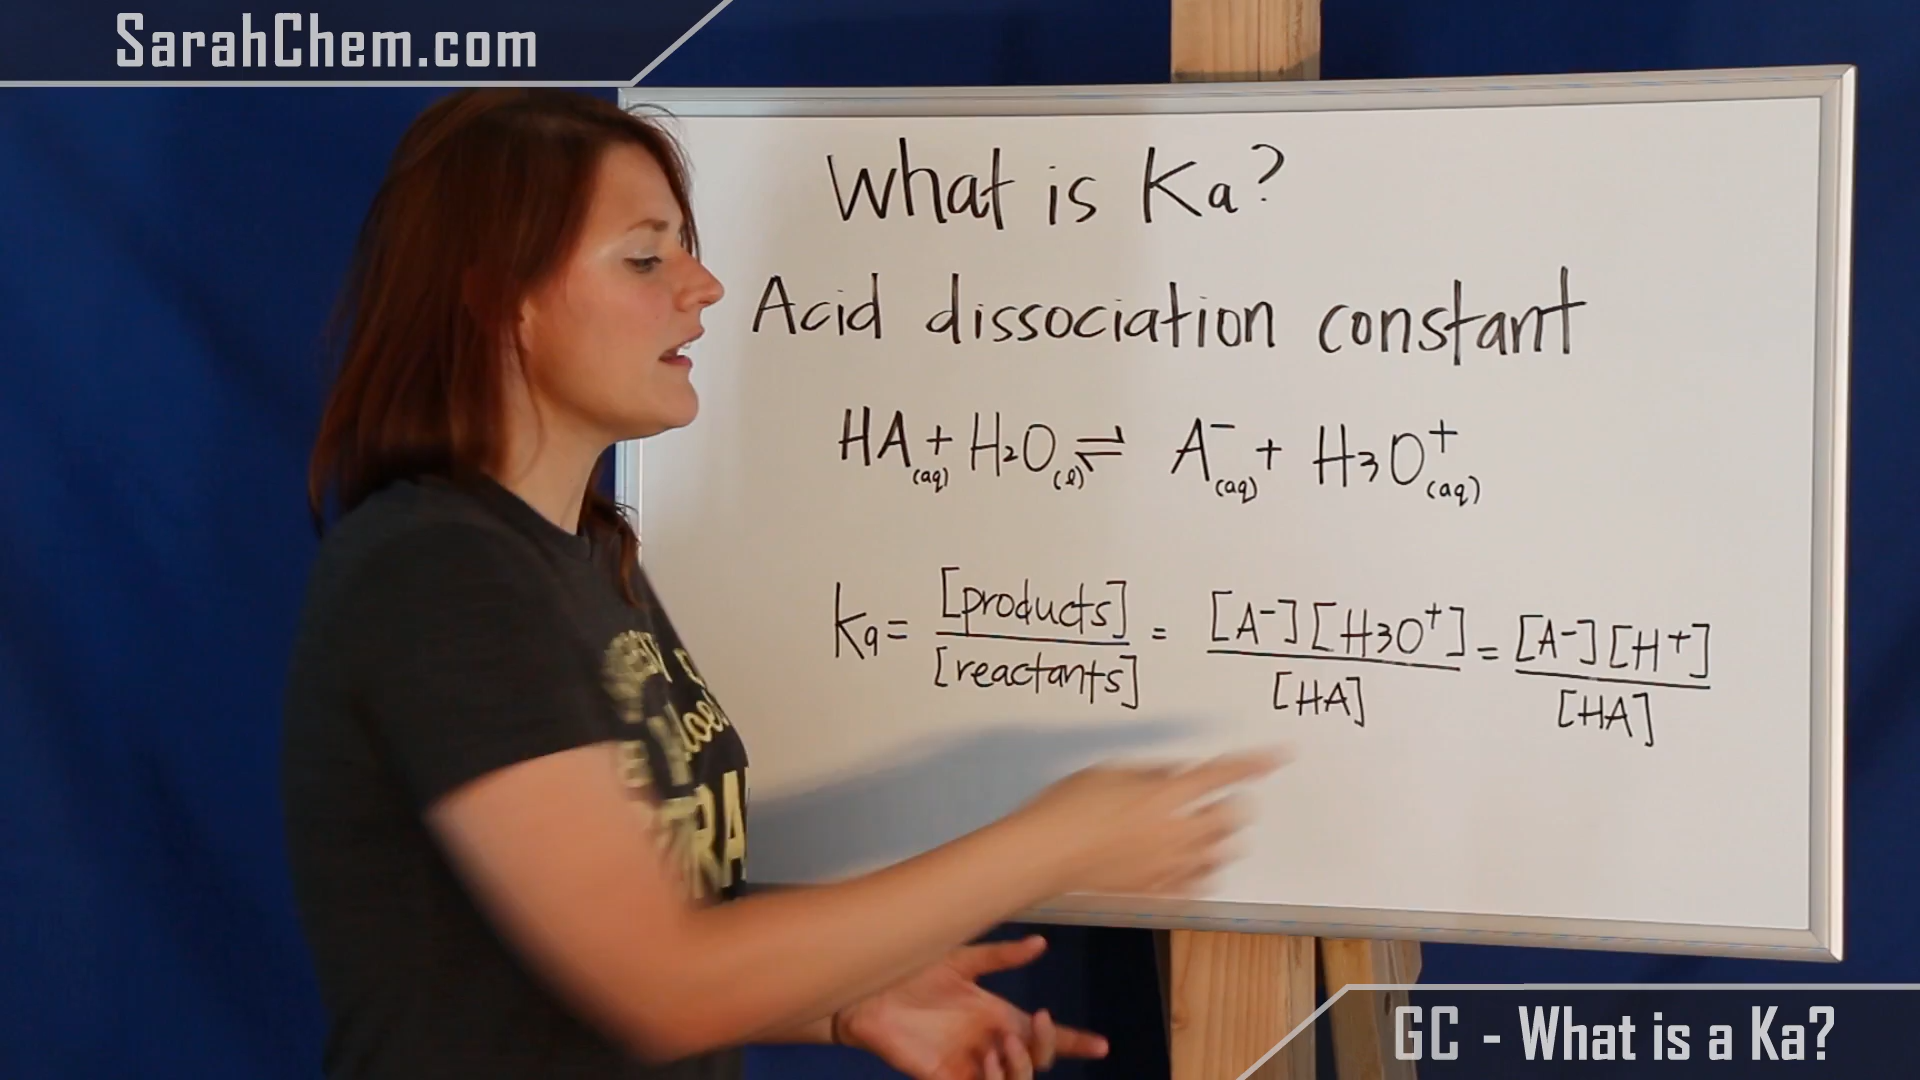 SarahChem.com
What is Ka?
Acid dissociation constant
HA(aq) + H2O(l) ⇌ A⁻(aq) + H3O⁺(aq)
Ka = [products]/[reactants] = [A⁻][H3O⁺]/[HA] = [A⁻][H⁺]/[HA]
GC - What is a Ka?